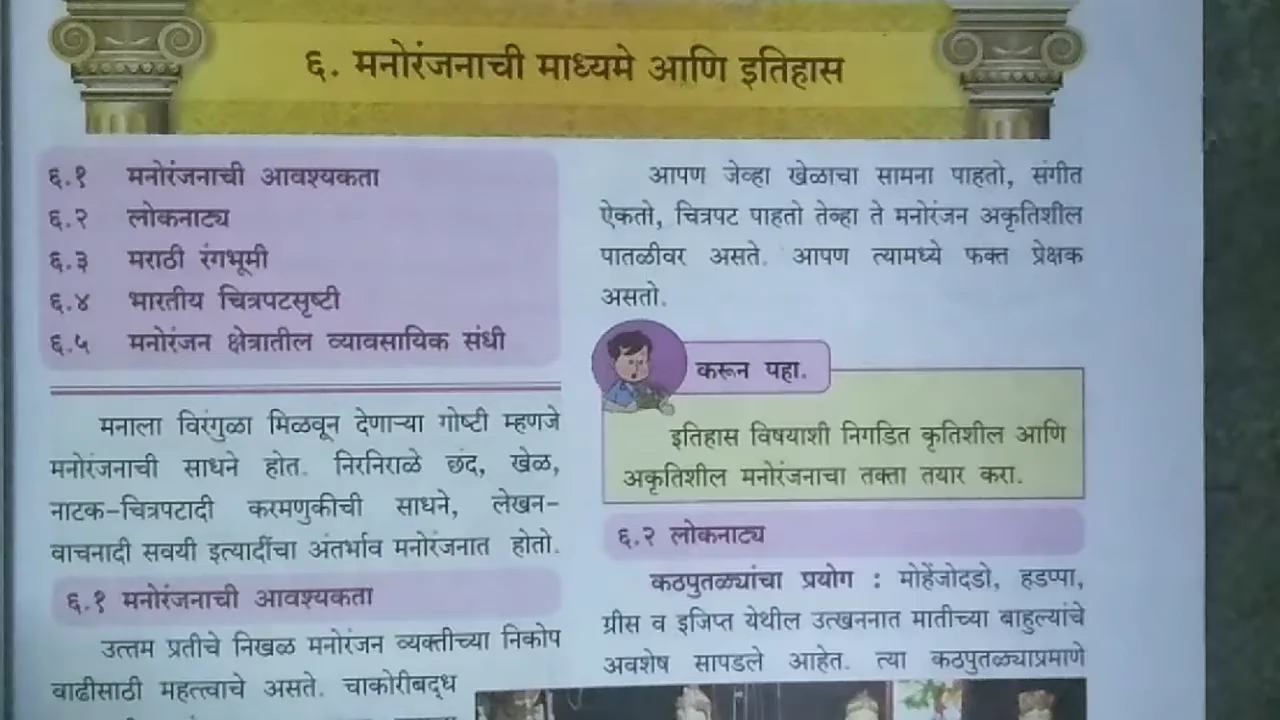 ६. मनोरंजनाची माध्यमे आणि इतिहास
६.१ मनोरंजनाची आवश्यकता
६.२ लोकनाट्य
६.३ मराठी रंगभूमी
६.४ भारतीय चित्रपटसृष्टी
६.५ मनोरंजन क्षेत्रातील व्यावसायिक संधी
मनाला विरंगुळा मिळवून देणाऱ्या गोष्टी म्हणजे
मनोरंजनाची साधने होत. निरनिराळे छंद, खेळ,
नाटक-चित्रपटादी करमणुकीची साधने, लेखन-
वाचनादी सवयी इत्यादींचा अंतर्भाव मनोरंजनात होतो.
६.१ मनोरंजनाची आवश्यकता
उत्तम प्रतीचे निखळ मनोरंजन व्यक्तीच्या निकोप
वाढीसाठी महत्त्वाचे असते. चाकोरीबद्ध
आपण जेव्हा खेळाचा सामना पाहतो, संगीत
ऐकतो, चित्रपट पाहतो तेव्हा ते मनोरंजन अकृतिशील
पातळीवर असते. आपण त्यामध्ये फक्त प्रेक्षक
असतो.
करून पहा.
इतिहास विषयाशी निगडित कृतिशील आणि
अकृतिशील मनोरंजनाचा तक्ता तयार करा.
६.२ लोकनाट्य
कठपुतळ्यांचा प्रयोग : मोहेंजोदडो, हडप्पा,
ग्रीस व इजिप्त येथील उत्खननात मातीच्या बाहुल्यांचे
अवशेष सापडले आहेत. त्या कठपुतळ्याप्रमाणे